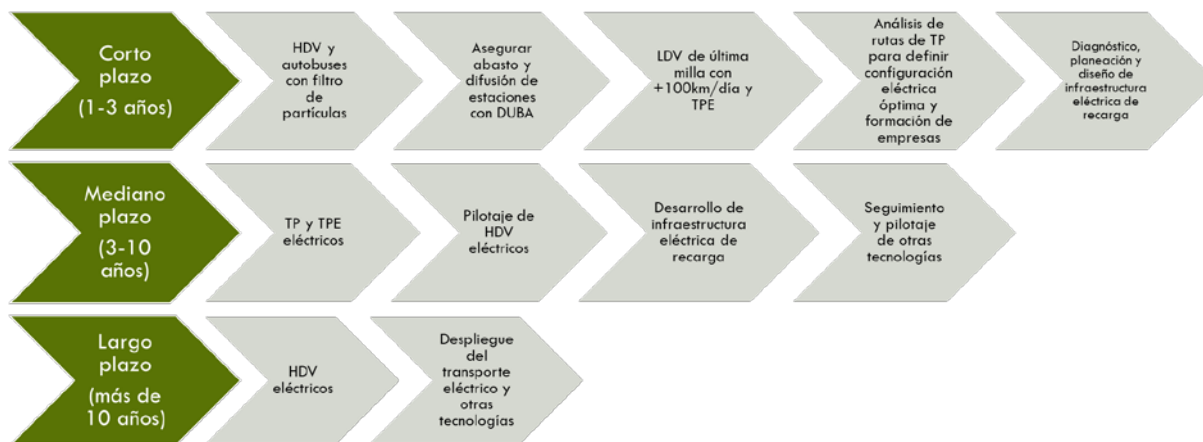 Corto
plazo
(1-3 años)
HDV y
autobuses
con filtro
de
partículas
Asegurar
abasto y
difusión de
estaciones
con DUBA
LDV de última
milla con
+100km/día y
TPE
Análisis de
rutas de TP
para definir
configuración
eléctrica
óptima y
formación de
empresas
Diagnóstico,
planeación y
diseño de
infraestructura
eléctrica de
recarga
Mediano
plazo
(3-10
años)
TP y TPE
eléctricos
Pilotaje de
HDV
eléctricos
Desarrollo de
infraestructura
eléctrica de
recarga
Seguimiento
y pilotaje
de otras
tecnologías
Largo
plazo
(más de
10 años)
HDV
eléctricos
Despliegue
del
transporte
eléctrico y
otras
tecnologías